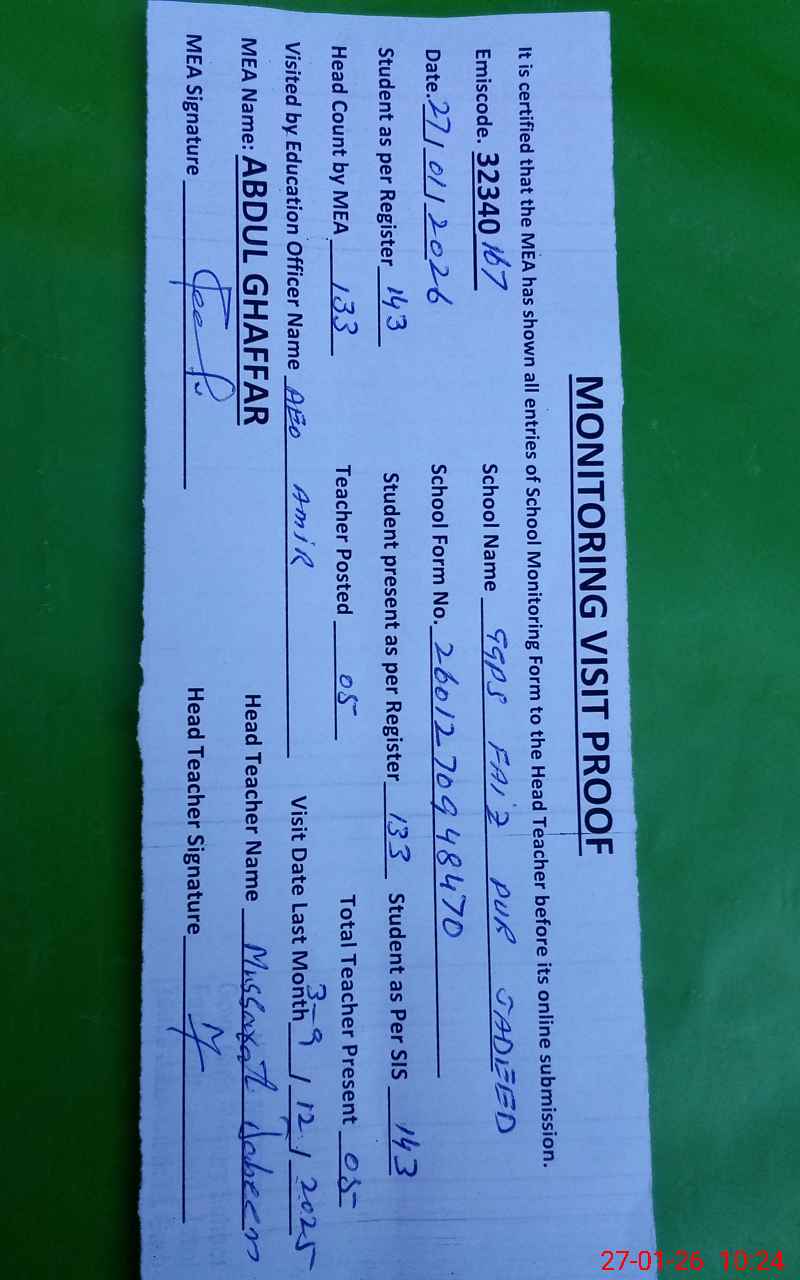 MONITORING VISIT PROOF
It is certified that the MEA has shown all entries of School Monitoring Form to the Head Teacher before its online submission.
Emiscode. 32340167 School Name GGPS FAIZ PUR JADEED
Date. 27/01/2026 School Form No. 2601270948470
Student as per Register 143 Student present as per Register 133 Student as Per SIS 143
Head Count by MEA 133 Teacher Posted 05 Total Teacher Present 05
Visited by Education Officer Name AEO AMIR Visit Date Last Month 3-9/12/2025
MEA Name: ABDUL GHAFFAR Head Teacher Name Mussarat
MEA Signature Head Teacher Signature
27-01-26 10:24